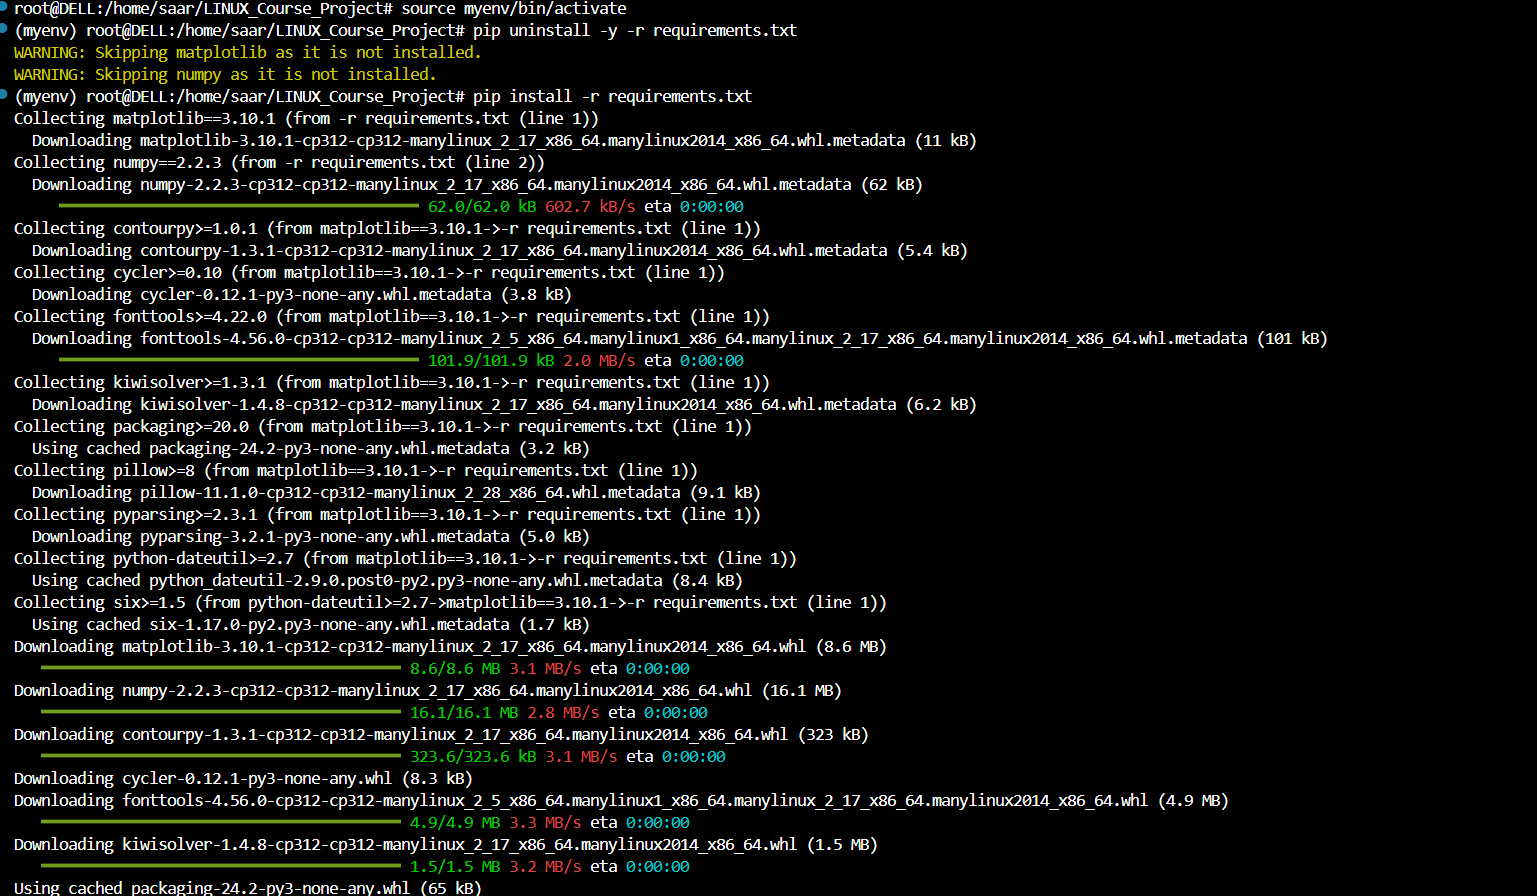 root@DELL:/home/saar/LINUX_Course_Project# source myenv/bin/activate
(myenv) root@DELL:/home/saar/LINUX_Course_Project# pip uninstall -y -r requirements.txt
WARNING: Skipping matplotlib as it is not installed.
WARNING: Skipping numpy as it is not installed.
(myenv) root@DELL:/home/saar/LINUX_Course_Project# pip install -r requirements.txt
Collecting matplotlib==3.10.1 (from -r requirements.txt (line 1))
  Downloading matplotlib-3.10.1-cp312-cp312-manylinux_2_17_x86_64.manylinux2014_x86_64.whl.metadata (11 kB)
Collecting numpy==2.2.3 (from -r requirements.txt (line 2))
  Downloading numpy-2.2.3-cp312-cp312-manylinux_2_17_x86_64.manylinux2014_x86_64.whl.metadata (62 kB)
62.0/62.0 kB 602.7 kB/s eta 0:00:00
Collecting contourpy>=1.0.1 (from matplotlib==3.10.1->-r requirements.txt (line 1))
  Downloading contourpy-1.3.1-cp312-cp312-manylinux_2_17_x86_64.manylinux2014_x86_64.whl.metadata (5.4 kB)
Collecting cycler>=0.10 (from matplotlib==3.10.1->-r requirements.txt (line 1))
  Downloading cycler-0.12.1-py3-none-any.whl.metadata (3.8 kB)
Collecting fonttools>=4.22.0 (from matplotlib==3.10.1->-r requirements.txt (line 1))
  Downloading fonttools-4.56.0-cp312-cp312-manylinux_2_5_x86_64.manylinux1_x86_64.manylinux_2_17_x86_64.manylinux2014_x86_64.whl.metadata (101 kB)
101.9/101.9 kB 2.0 MB/s eta 0:00:00
Collecting kiwisolver>=1.3.1 (from matplotlib==3.10.1->-r requirements.txt (line 1))
  Downloading kiwisolver-1.4.8-cp312-cp312-manylinux_2_17_x86_64.manylinux2014_x86_64.whl.metadata (6.2 kB)
Collecting packaging>=20.0 (from matplotlib==3.10.1->-r requirements.txt (line 1))
  Using cached packaging-24.2-py3-none-any.whl.metadata (3.2 kB)
Collecting pillow>=8 (from matplotlib==3.10.1->-r requirements.txt (line 1))
  Downloading pillow-11.1.0-cp312-cp312-manylinux_2_28_x86_64.whl.metadata (9.1 kB)
Collecting pyparsing>=2.3.1 (from matplotlib==3.10.1->-r requirements.txt (line 1))
  Downloading pyparsing-3.2.1-py3-none-any.whl.metadata (5.0 kB)
Collecting python-dateutil>=2.7 (from matplotlib==3.10.1->-r requirements.txt (line 1))
  Using cached python_dateutil-2.9.0.post0-py2.py3-none-any.whl.metadata (8.4 kB)
Collecting six>=1.5 (from python-dateutil>=2.7->matplotlib==3.10.1->-r requirements.txt (line 1))
  Using cached six-1.17.0-py2.py3-none-any.whl.metadata (1.7 kB)
Downloading matplotlib-3.10.1-cp312-cp312-manylinux_2_17_x86_64.manylinux2014_x86_64.whl (8.6 MB)
8.6/8.6 MB 3.1 MB/s eta 0:00:00
Downloading numpy-2.2.3-cp312-cp312-manylinux_2_17_x86_64.manylinux2014_x86_64.whl (16.1 MB)
16.1/16.1 MB 2.8 MB/s eta 0:00:00
Downloading contourpy-1.3.1-cp312-cp312-manylinux_2_17_x86_64.manylinux2014_x86_64.whl (323 kB)
323.6/323.6 kB 3.1 MB/s eta 0:00:00
Downloading cycler-0.12.1-py3-none-any.whl (8.3 kB)
Downloading fonttools-4.56.0-cp312-cp312-manylinux_2_5_x86_64.manylinux1_x86_64.manylinux_2_17_x86_64.manylinux2014_x86_64.whl (4.9 MB)
4.9/4.9 MB 3.3 MB/s eta 0:00:00
Downloading kiwisolver-1.4.8-cp312-cp312-manylinux_2_17_x86_64.manylinux2014_x86_64.whl (1.5 MB)
1.5/1.5 MB 3.2 MB/s eta 0:00:00
Using cached packaging-24.2-py3-none-any.whl (65 kB)